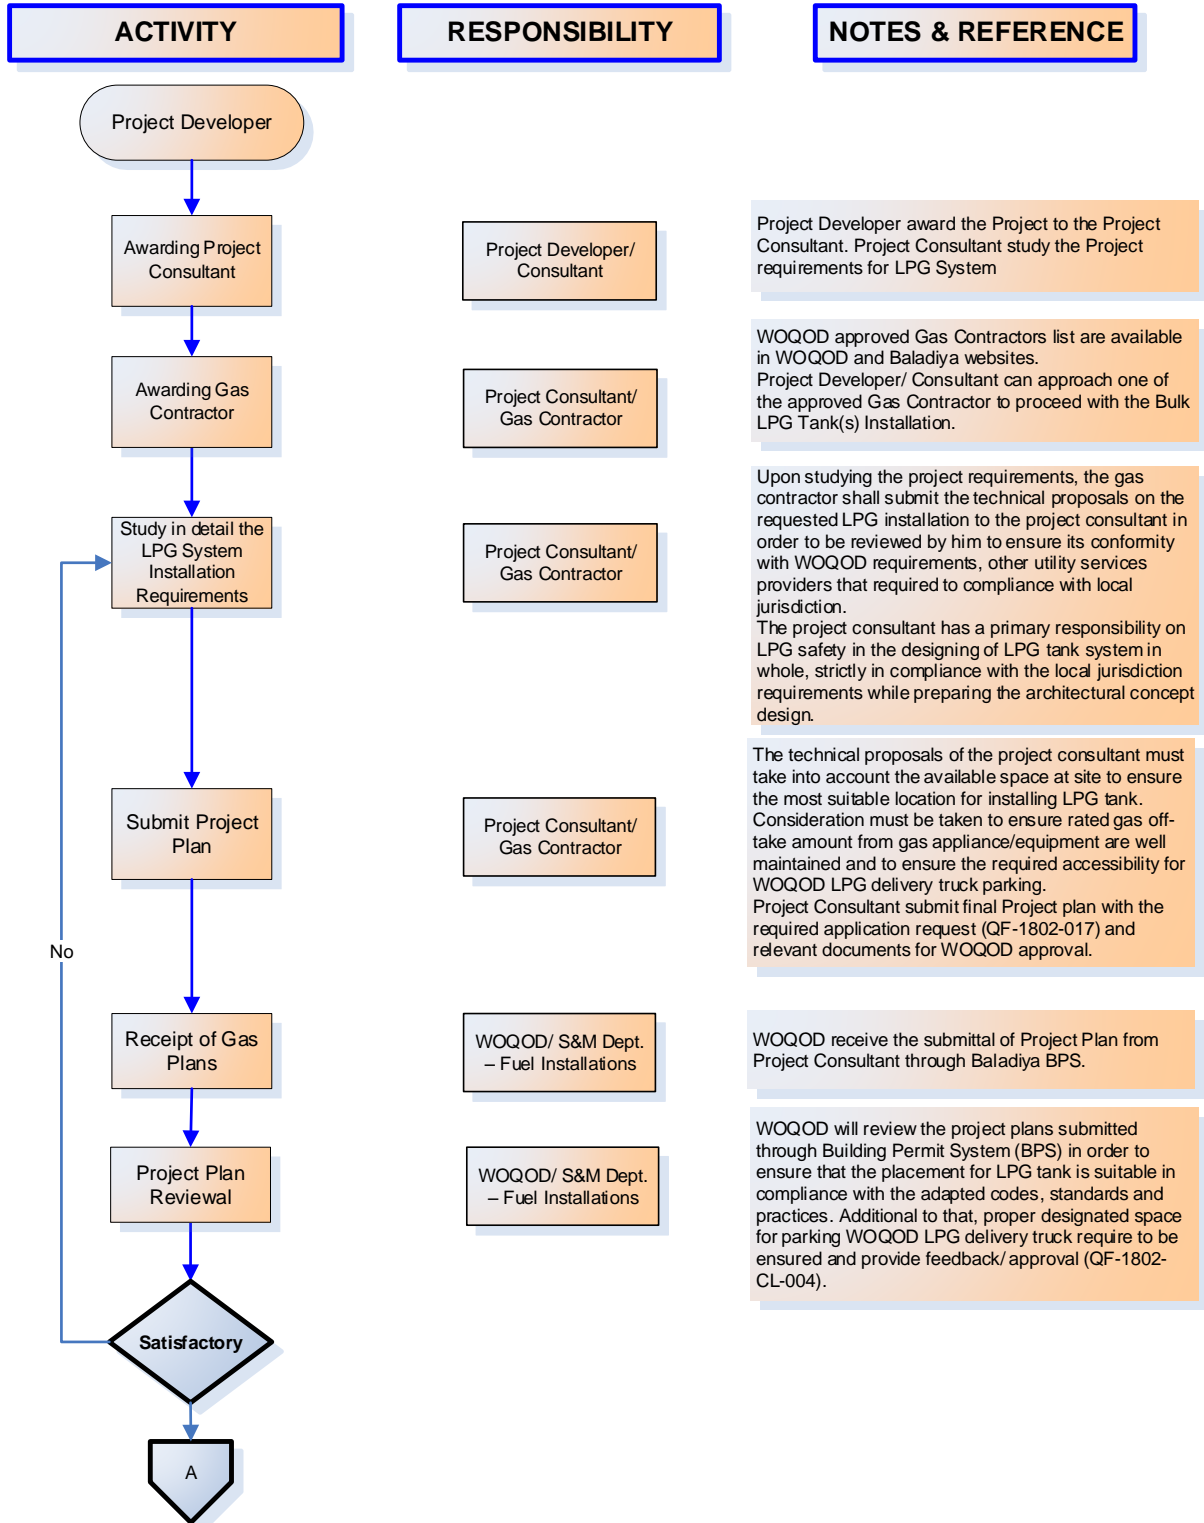 ACTIVITY
RESPONSIBILITY
NOTES & REFERENCE
Project Developer
Awarding Project
Consultant
Project Developer/
Consultant
Project Developer award the Project to the Project
Consultant. Project Consultant study the Project
requirements for LPG System
Awarding Gas
Contractor
Project Consultant/
Gas Contractor
WOQOD approved Gas Contractors list are available
in WOQOD and Baladiya websites.
Project Developer/ Consultant can approach one of
the approved Gas Contractor to proceed with the Bulk
LPG Tank(s) Installation.
Study in detail the
LPG System
Installation
Requirements
Project Consultant/
Gas Contractor
Upon studying the project requirements, the gas
contractor shall submit the technical proposals on the
requested LPG installation to the project consultant in
order to be reviewed by him to ensure its conformity
with WOQOD requirements, other utility services
providers that required to compliance with local
jurisdiction.
The project consultant has a primary responsibility on
LPG safety in the designing of LPG tank system in
whole, strictly in compliance with the local jurisdiction
requirements while preparing the architectural concept
design.
Submit Project
Plan
Project Consultant/
Gas Contractor
The technical proposals of the project consultant must
take into account the available space at site to ensure
the most suitable location for installing LPG tank.
Consideration must be taken to ensure rated gas off-
take amount from gas appliance/equipment are well
maintained and to ensure the required accessibility for
WOQOD LPG delivery truck parking.
Project Consultant submit final Project plan with the
required application request (QF-1802-017) and
relevant documents for WOQOD approval.
No
Receipt of Gas
Plans
WOQOD/ S&M Dept.
– Fuel Installations
WOQOD receive the submittal of Project Plan from
Project Consultant through Baladiya BPS.
Project Plan
Reviewal
WOQOD/ S&M Dept.
– Fuel Installations
WOQOD will review the project plans submitted
through Building Permit System (BPS) in order to
ensure that the placement for LPG tank is suitable in
compliance with the adapted codes, standards and
practices. Additional to that, proper designated space
for parking WOQOD LPG delivery truck require to be
ensured and provide feedback/ approval (QF-1802-
CL-004).
Satisfactory
A